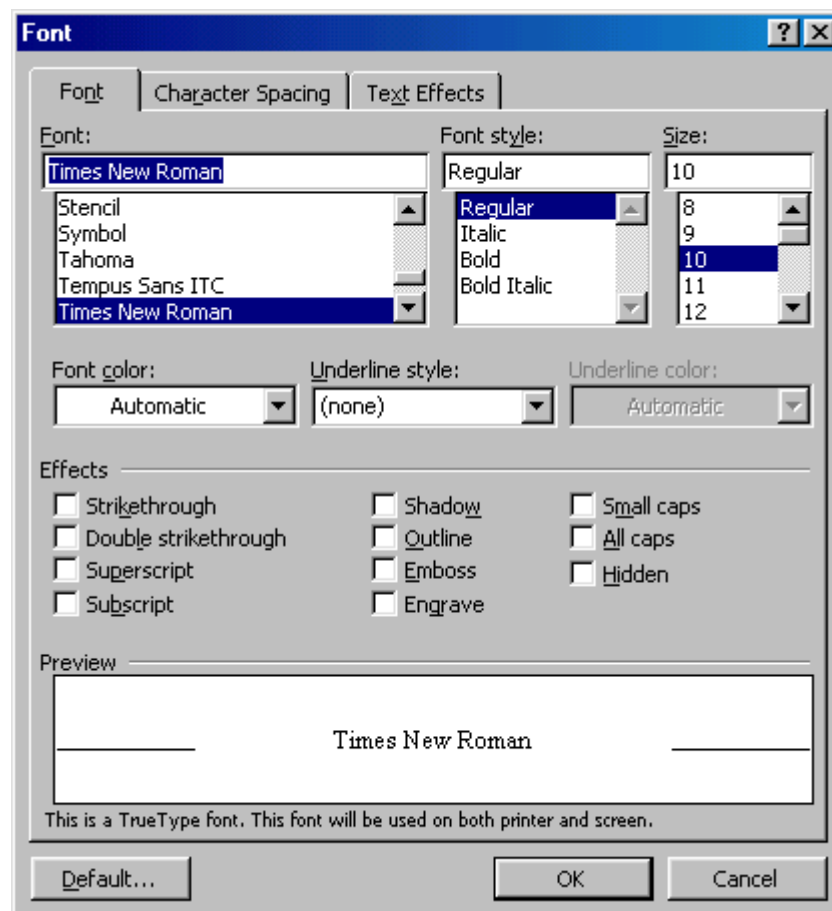 Font
Font Character Spacing Text Effects
Font: Font style: Size:
Times New Roman Regular 10
Stencil Regular 8
Symbol Italic 9
Tahoma Bold 10
Tempus Sans ITC Bold Italic 11
Times New Roman 12
Font color: Underline style: Underline color:
Automatic (none) Automatic
Effects
Strikethrough Shadow Small caps
Double strikethrough Outline All caps
Superscript Emboss Hidden
Subscript Engrave
Preview
Times New Roman
This is a TrueType font. This font will be used on both printer and screen.
Default... OK Cancel